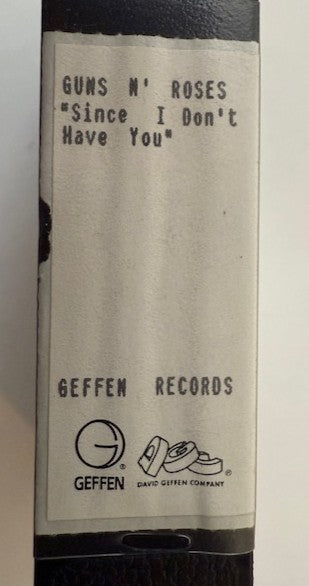 GUNS N' ROSES
"Since I Don't
Have You"
GEFFEN RECORDS
GEFFEN ®
DAVID GEFFEN COMPANY ®